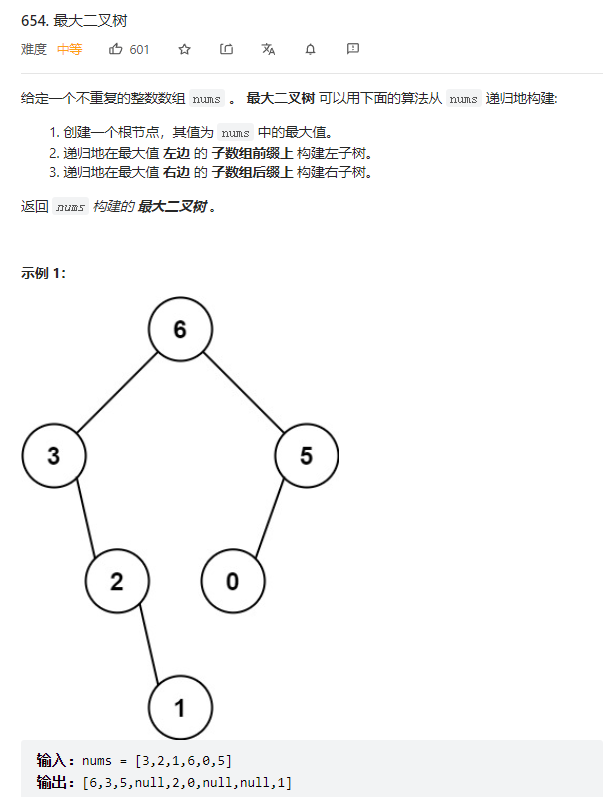 654. 最大二叉树
难度 中等 601
给定一个不重复的整数数组 nums 。 最大二叉树 可以用下面的算法从 nums 递归地构建:
1. 创建一个根节点，其值为 nums 中的最大值。
2. 递归地在最大值 左边 的 子数组前缀上 构建左子树。
3. 递归地在最大值 右边 的 子数组后缀上 构建右子树。
返回 nums 构建的 最大二叉树 。
示例 1：
6
3 5
2 0
1
输入：nums = [3,2,1,6,0,5]
输出：[6,3,5,null,2,0,null,null,1]